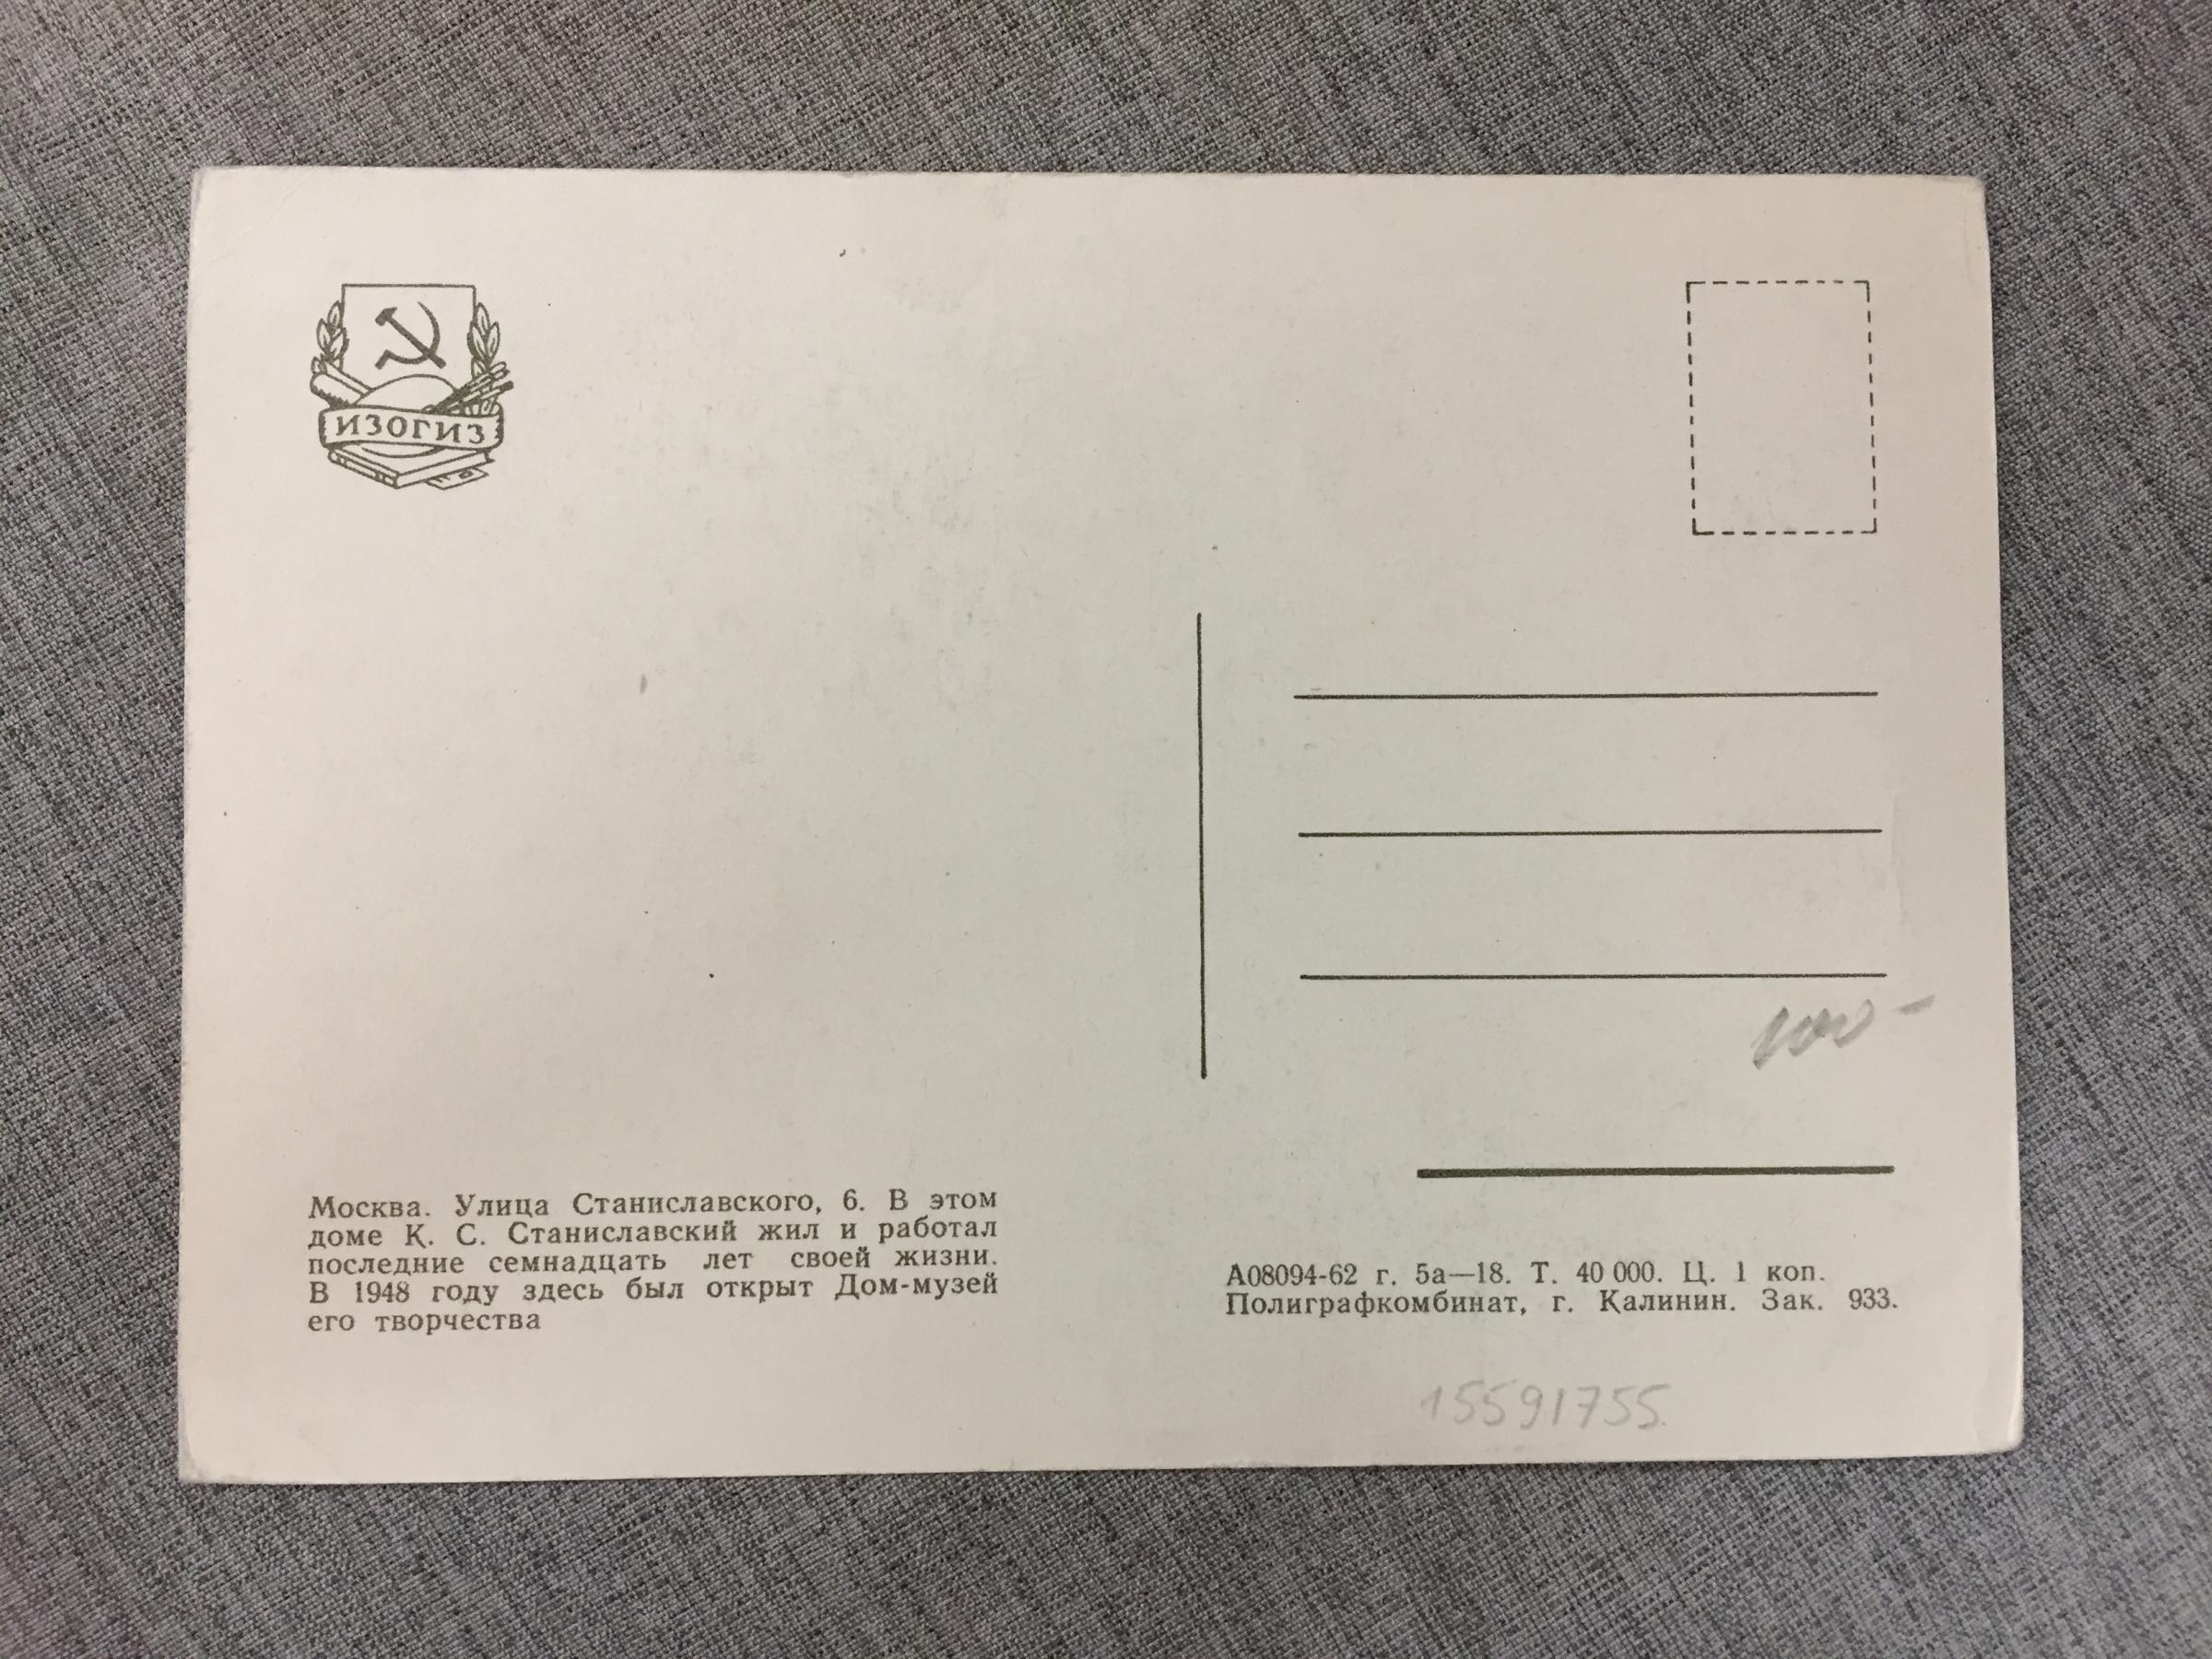 ИЗОГИЗ
Москва. Улица Станиславского, 6. В этом
доме К. С. Станиславский жил и работал
последние семнадцать лет своей жизни.
В 1948 году здесь был открыт Дом-музей
его творчества
100-
А08094-62 г. 5а—18. Т. 40 000. Ц. 1 коп.
Полиграфкомбинат, г. Калинин. Зак. 933.
15591755.